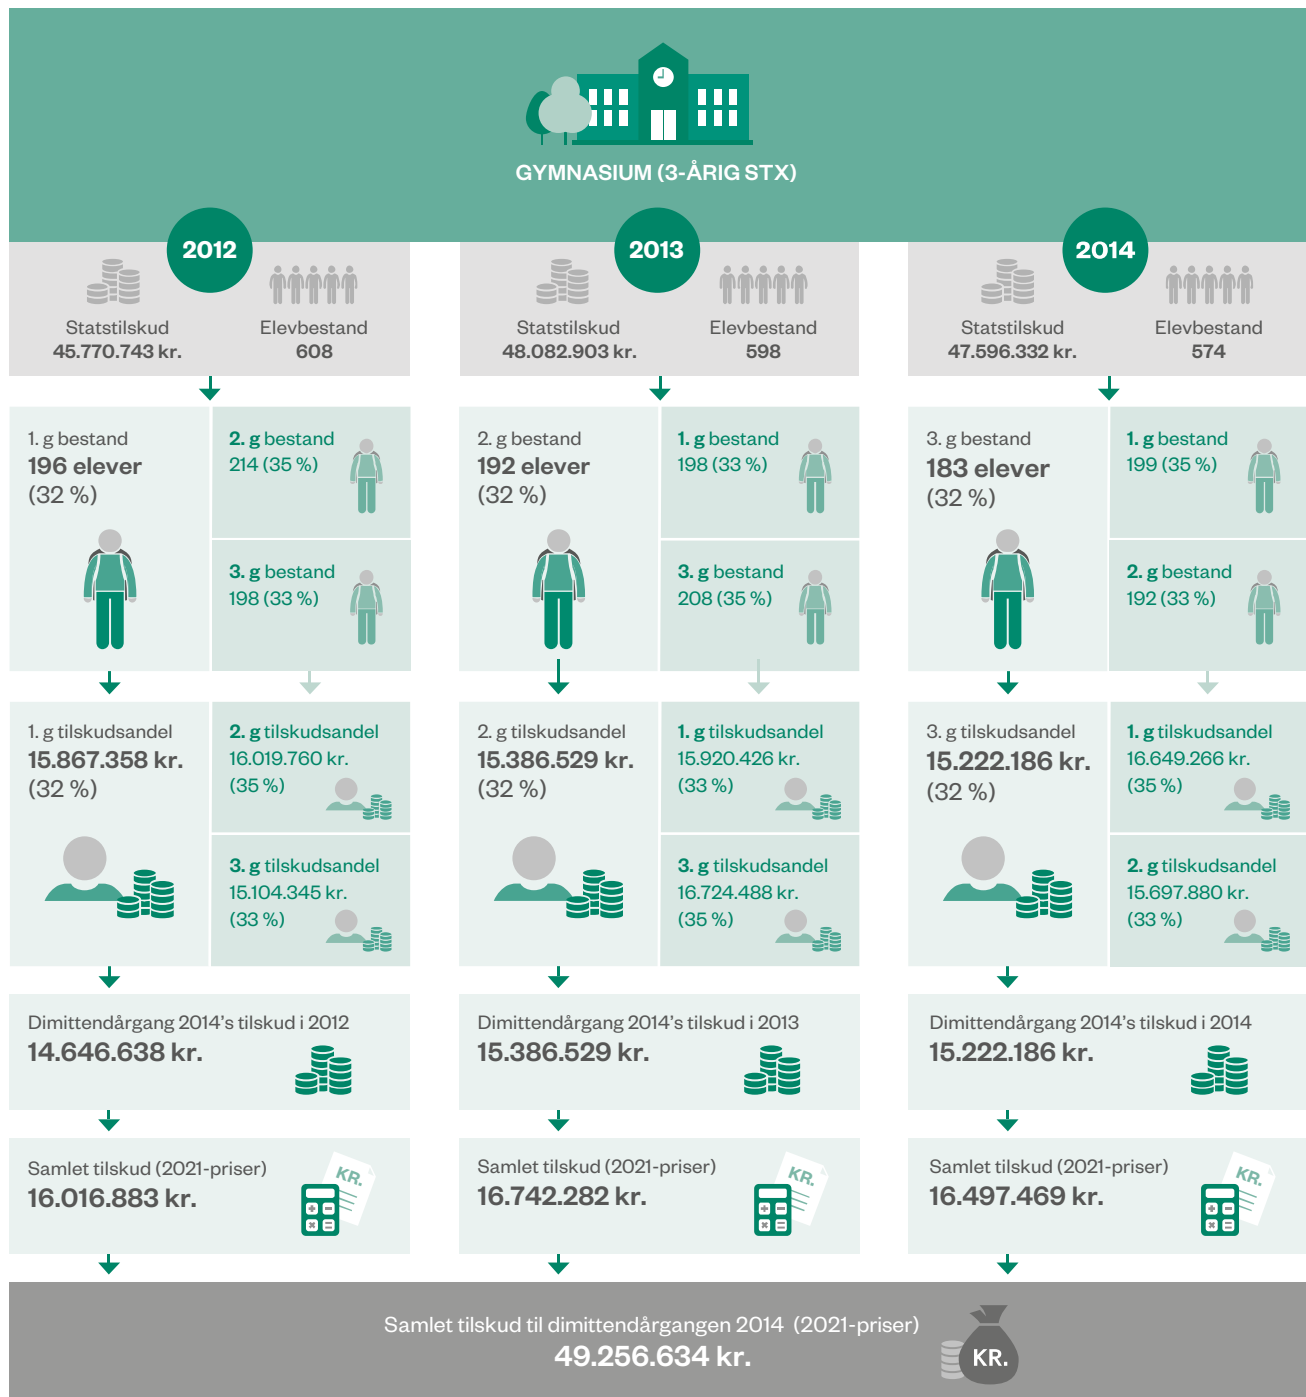 GYMNASIUM (3-ÅRIG STX)
2012
Statstilskud
45.770.743 kr.
Elevbestand
608
1. g bestand
196 elever
(32 %)
2. g bestand
214 (35 %)
3. g bestand
198 (33 %)
1. g tilskudsandel
15.867.358 kr.
(32 %)
2. g tilskudsandel
16.019.760 kr.
(35 %)
3. g tilskudsandel
15.104.345 kr.
(33 %)
Dimittendårgang 2014's tilskud i 2012
14.646.638 kr.
Samlet tilskud (2021-priser)
16.016.883 kr.
KR.
2013
Statstilskud
48.082.903 kr.
Elevbestand
598
2. g bestand
192 elever
(32 %)
1. g bestand
198 (33 %)
3. g bestand
208 (35 %)
2. g tilskudsandel
15.386.529 kr.
(32 %)
1. g tilskudsandel
15.920.426 kr.
(33 %)
3. g tilskudsandel
16.724.488 kr.
(35 %)
Dimittendårgang 2014's tilskud i 2013
15.386.529 kr.
Samlet tilskud (2021-priser)
16.742.282 kr.
KR.
2014
Statstilskud
47.596.332 kr.
Elevbestand
574
3. g bestand
183 elever
(32 %)
1. g bestand
199 (35 %)
2. g bestand
192 (33 %)
3. g tilskudsandel
15.222.186 kr.
(32 %)
1. g tilskudsandel
16.649.266 kr.
(35 %)
2. g tilskudsandel
15.697.880 kr.
(33 %)
Dimittendårgang 2014's tilskud i 2014
15.222.186 kr.
Samlet tilskud (2021-priser)
16.497.469 kr.
KR.
Samlet tilskud til dimittendårgangen 2014 (2021-priser)
49.256.634 kr.
KR.